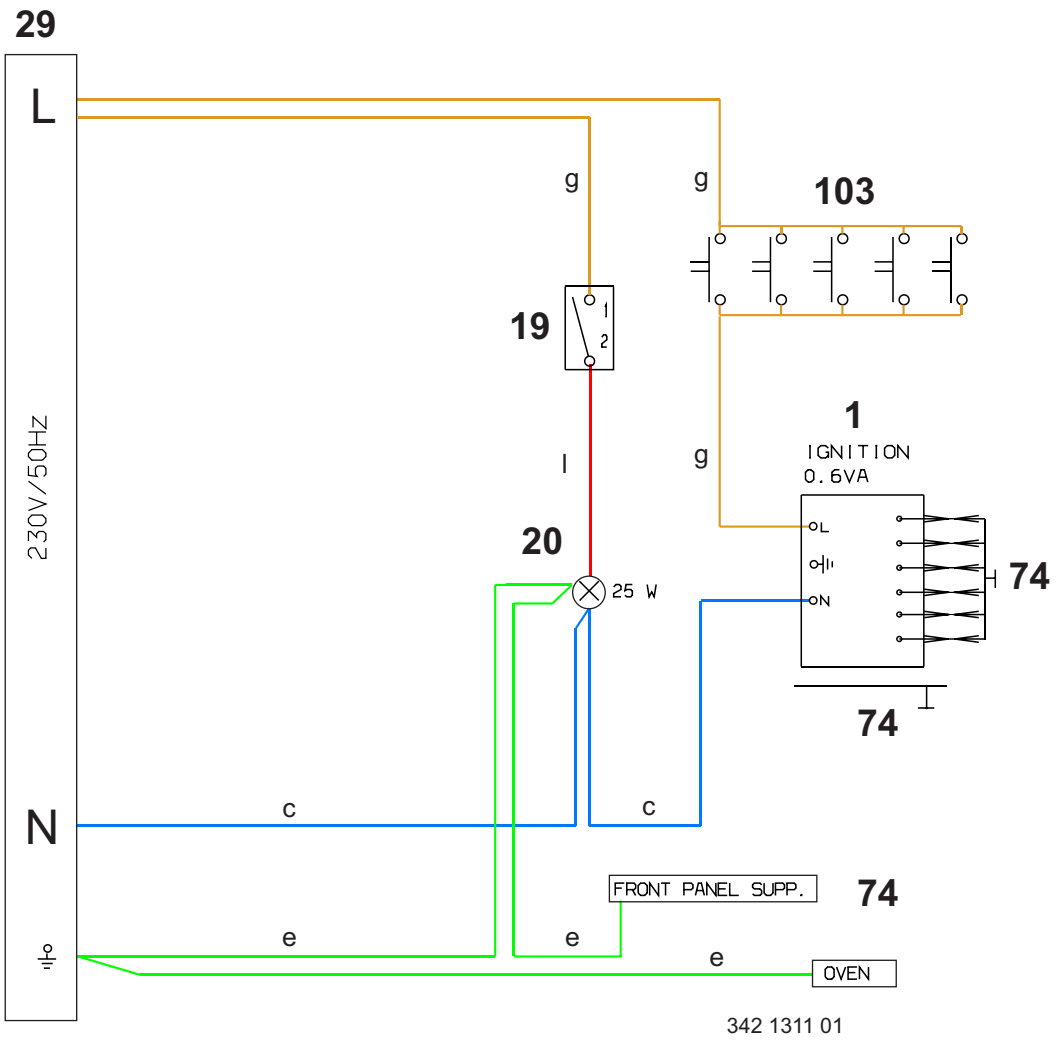 29
L
g
g
103
19
1
2
1
IGNITION
0.6VA
230V/50HZ
l
g
L
20
25 W
N
74
74
N
c
c
FRONT PANEL SUPP.
74
e
e
e
OVEN
342 1311 01